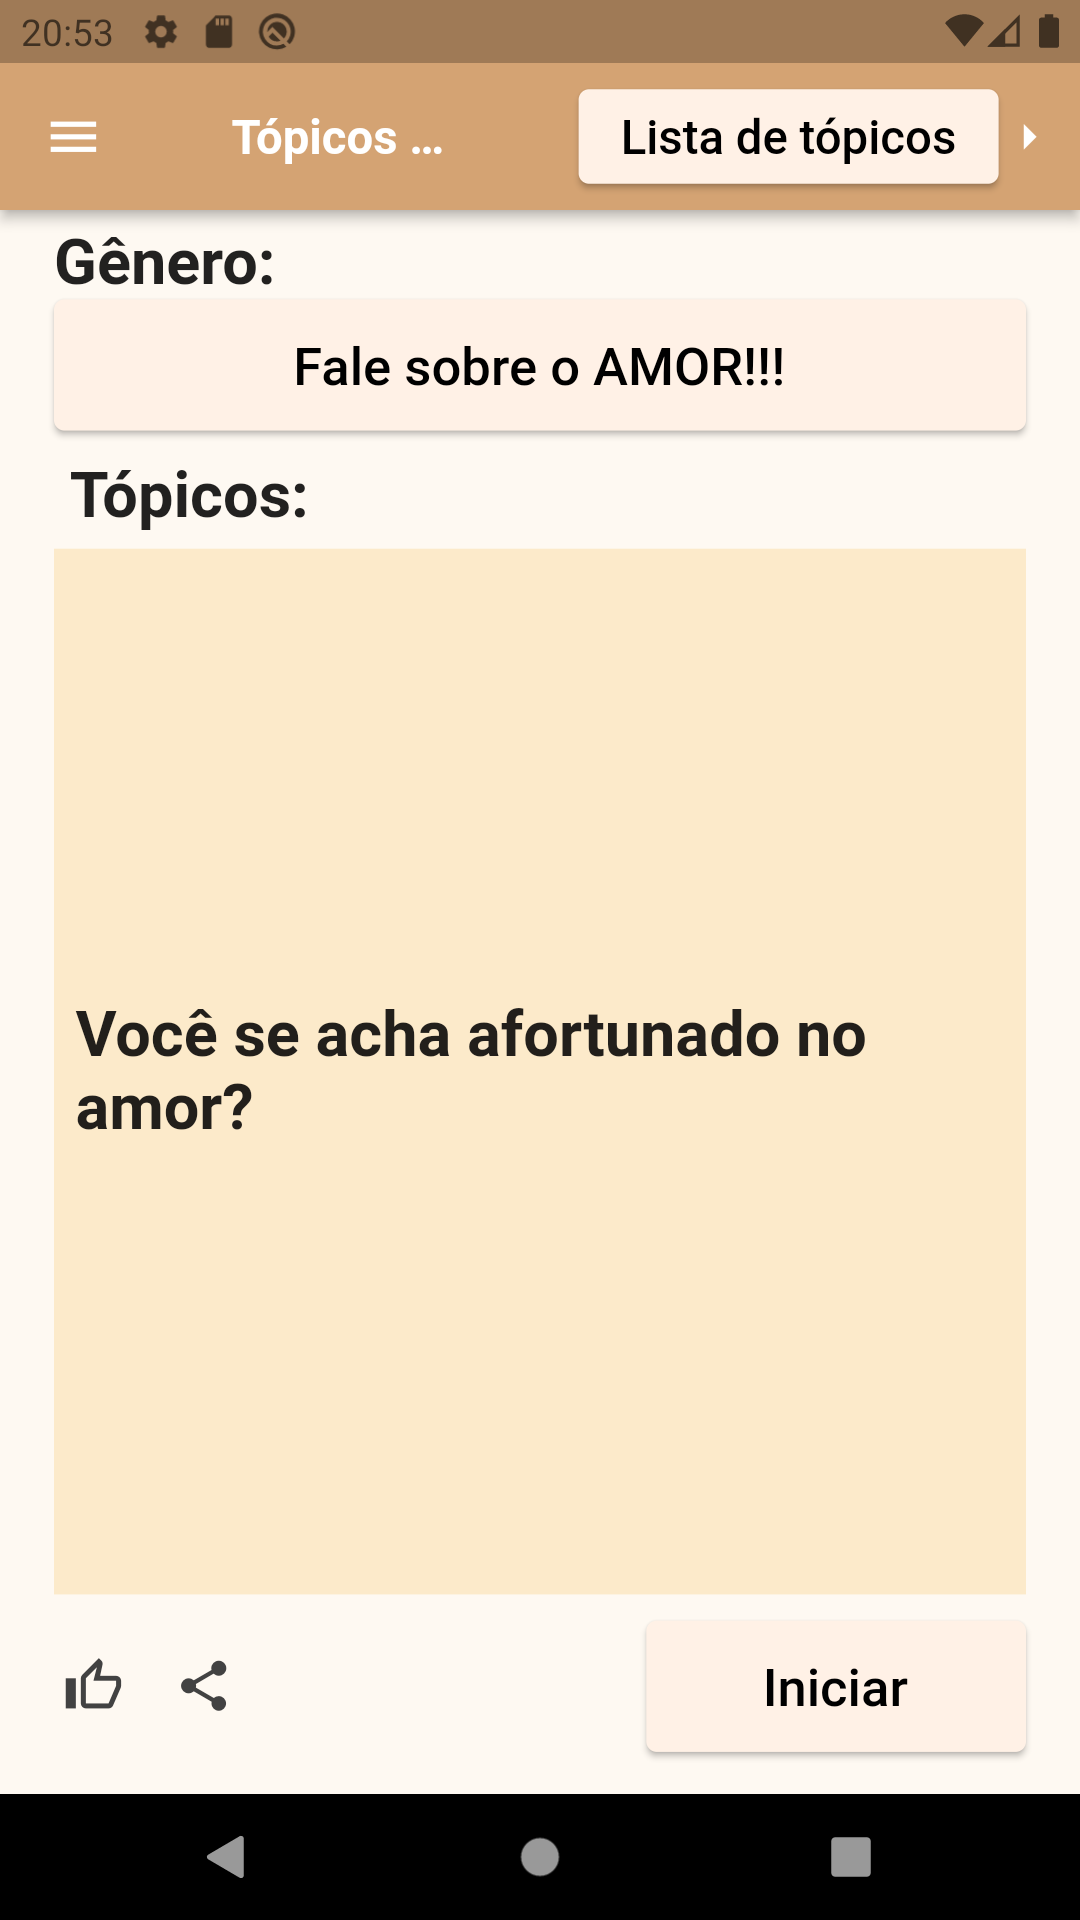 20:53
Tópicos ...
Lista de tópicos
Gênero:
Fale sobre o AMOR!!!
Tópicos:
Você se acha afortunado no
amor?
Iniciar